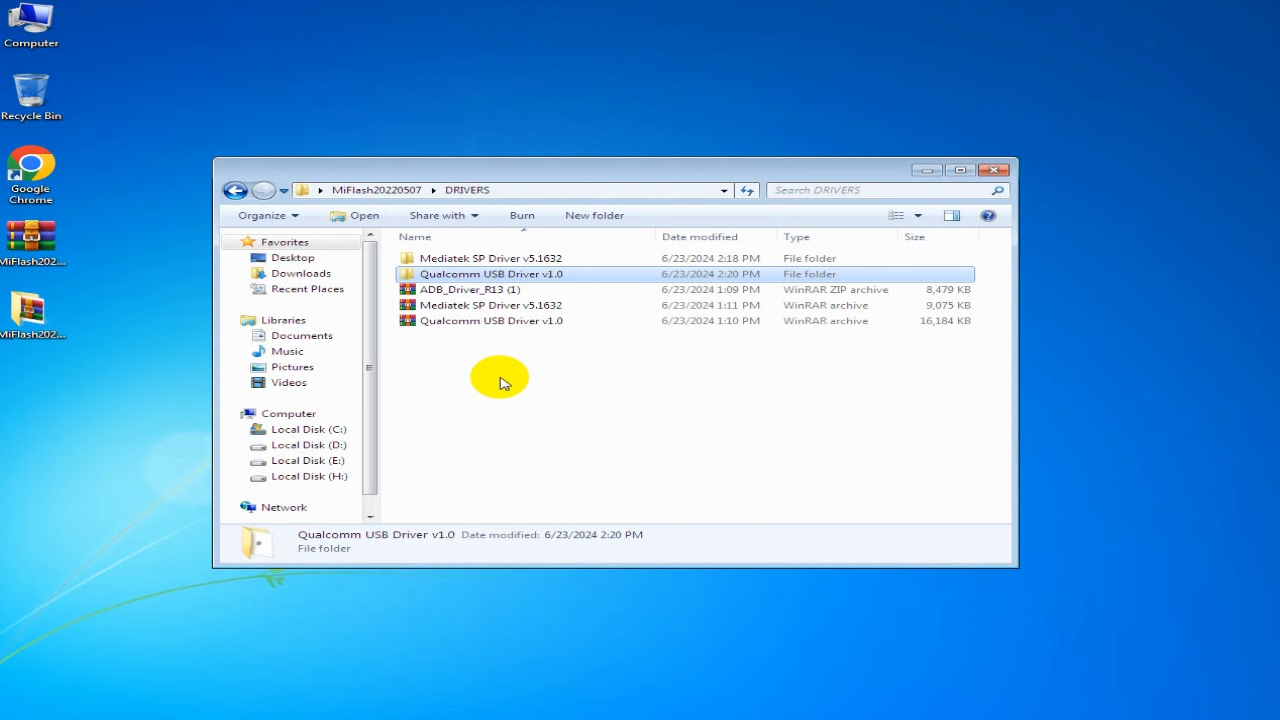 Computer
Recycle Bin
Google
Chrome
MiFlash202...
MiFlash202...
MiFlash20220507 DRIVERS
Search DRIVERS
Organize Open Share with Burn New folder
Name Date modified Type Size
Favorites
Desktop
Downloads
Recent Places
Libraries
Documents
Music
Pictures
Videos
Computer
Local Disk (C:)
Local Disk (D:)
Local Disk (E:)
Local Disk (H:)
Network
Mediatek SP Driver v5.1632 6/23/2024 2:18 PM File folder
Qualcomm USB Driver v1.0 6/23/2024 2:20 PM File folder
ADB_Driver_R13 (1) 6/23/2024 1:09 PM WinRAR ZIP archive 8,479 KB
Mediatek SP Driver v5.1632 6/23/2024 1:11 PM WinRAR archive 9,075 KB
Qualcomm USB Driver v1.0 6/23/2024 1:10 PM WinRAR archive 16,184 KB
Qualcomm USB Driver v1.0 Date modified: 6/23/2024 2:20 PM
File folder